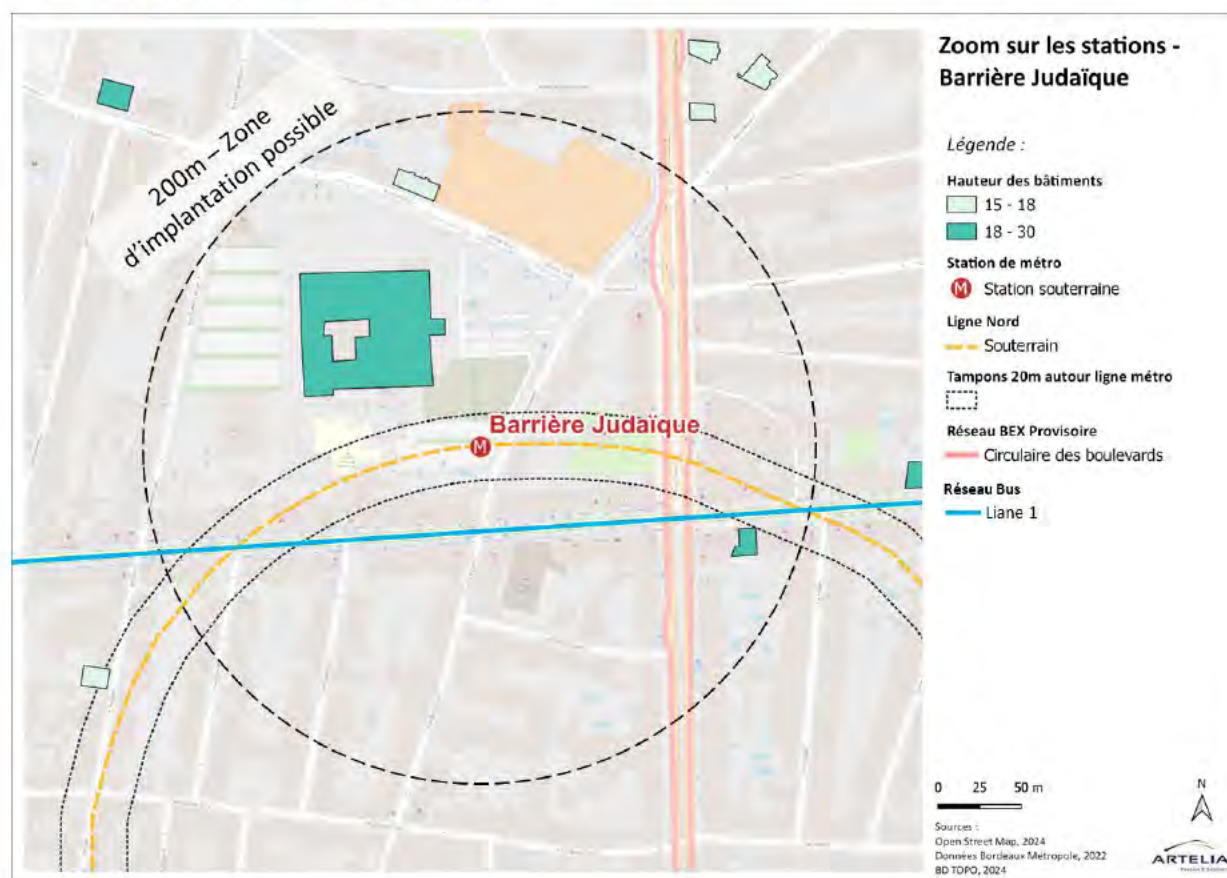 Zoom sur les stations -
Barrière Judaïque
Légende :
Hauteur des bâtiments
15 - 18
18 - 30
Station de métro
M Station souterraine
Ligne Nord
Souterrain
Tampons 20m autour ligne métro
Réseau BEX Provisoire
Circulaire des boulevards
Réseau Bus
Liane 1
200m – Zone
d'implantation possible
M
Barrière Judaïque
0 25 50 m
N
Sources :
Open Street Map, 2024
Données Bordeaux Métropole, 2022
BD TOPO, 2024
ARTELIA